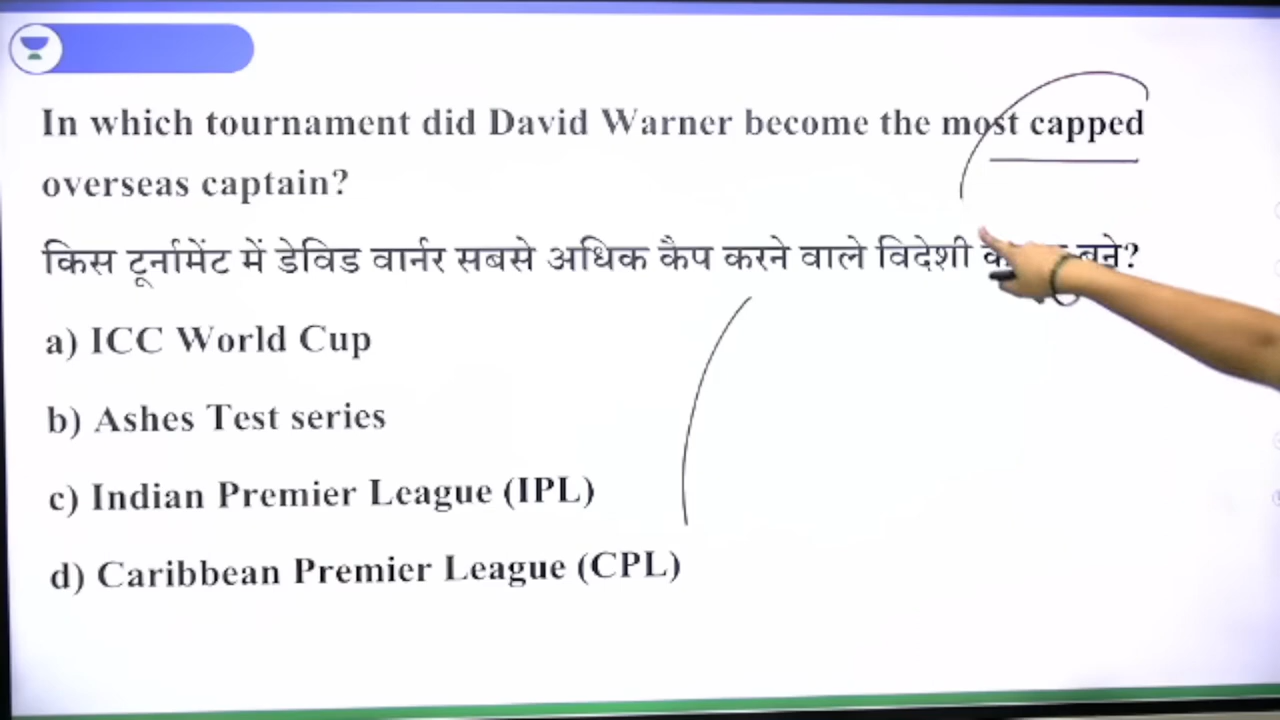 In which tournament did David Warner become the most capped
overseas captain?
किस टूर्नामेंट में डेविड वार्नर सबसे अधिक कैप करने वाले विदेशी बने?
a) ICC World Cup
b) Ashes Test series
c) Indian Premier League (IPL)
d) Caribbean Premier League (CPL)